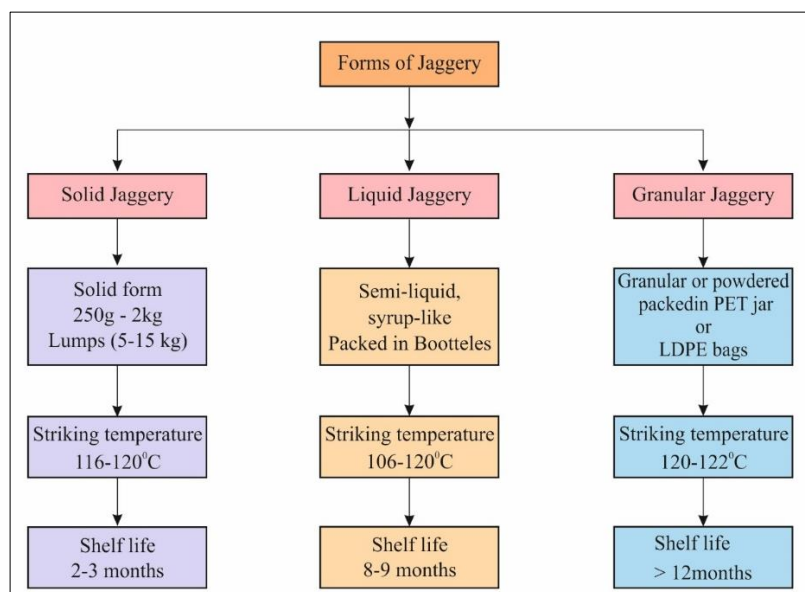 Forms of Jaggery
Solid Jaggery
Liquid Jaggery
Granular Jaggery
Solid form
250g - 2kg
Lumps (5-15 kg)
Semi-liquid,
syrup-like
Packed in Bootteles
Granular or powdered
packedin PET jar
or
LDPE bags
Striking temperature
116-120⁰C
Striking temperature
106-120⁰C
Striking temperature
120-122⁰C
Shelf life
2-3 months
Shelf life
8-9 months
Shelf life
> 12months